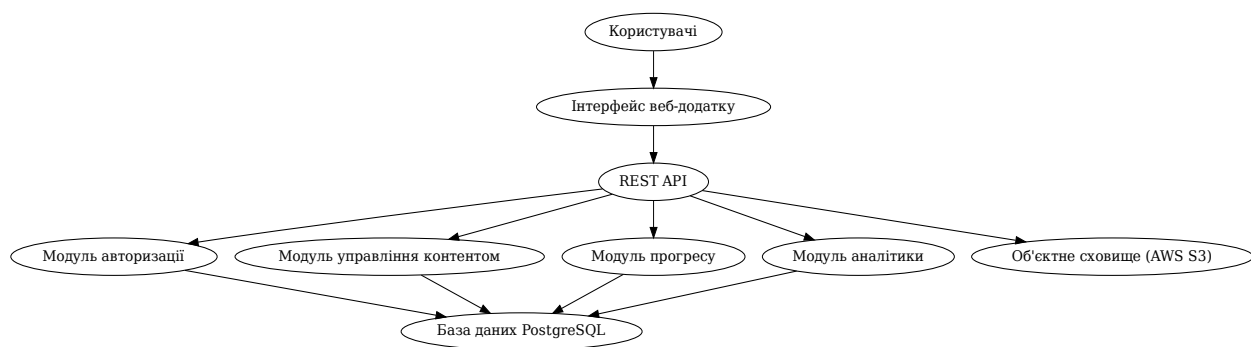 Користувачі
Інтерфейс веб-додатку
REST API
Модуль авторизації
Модуль управління контентом
Модуль прогресу
Модуль аналітики
Об'єктне сховище (AWS S3)
База даних PostgreSQL